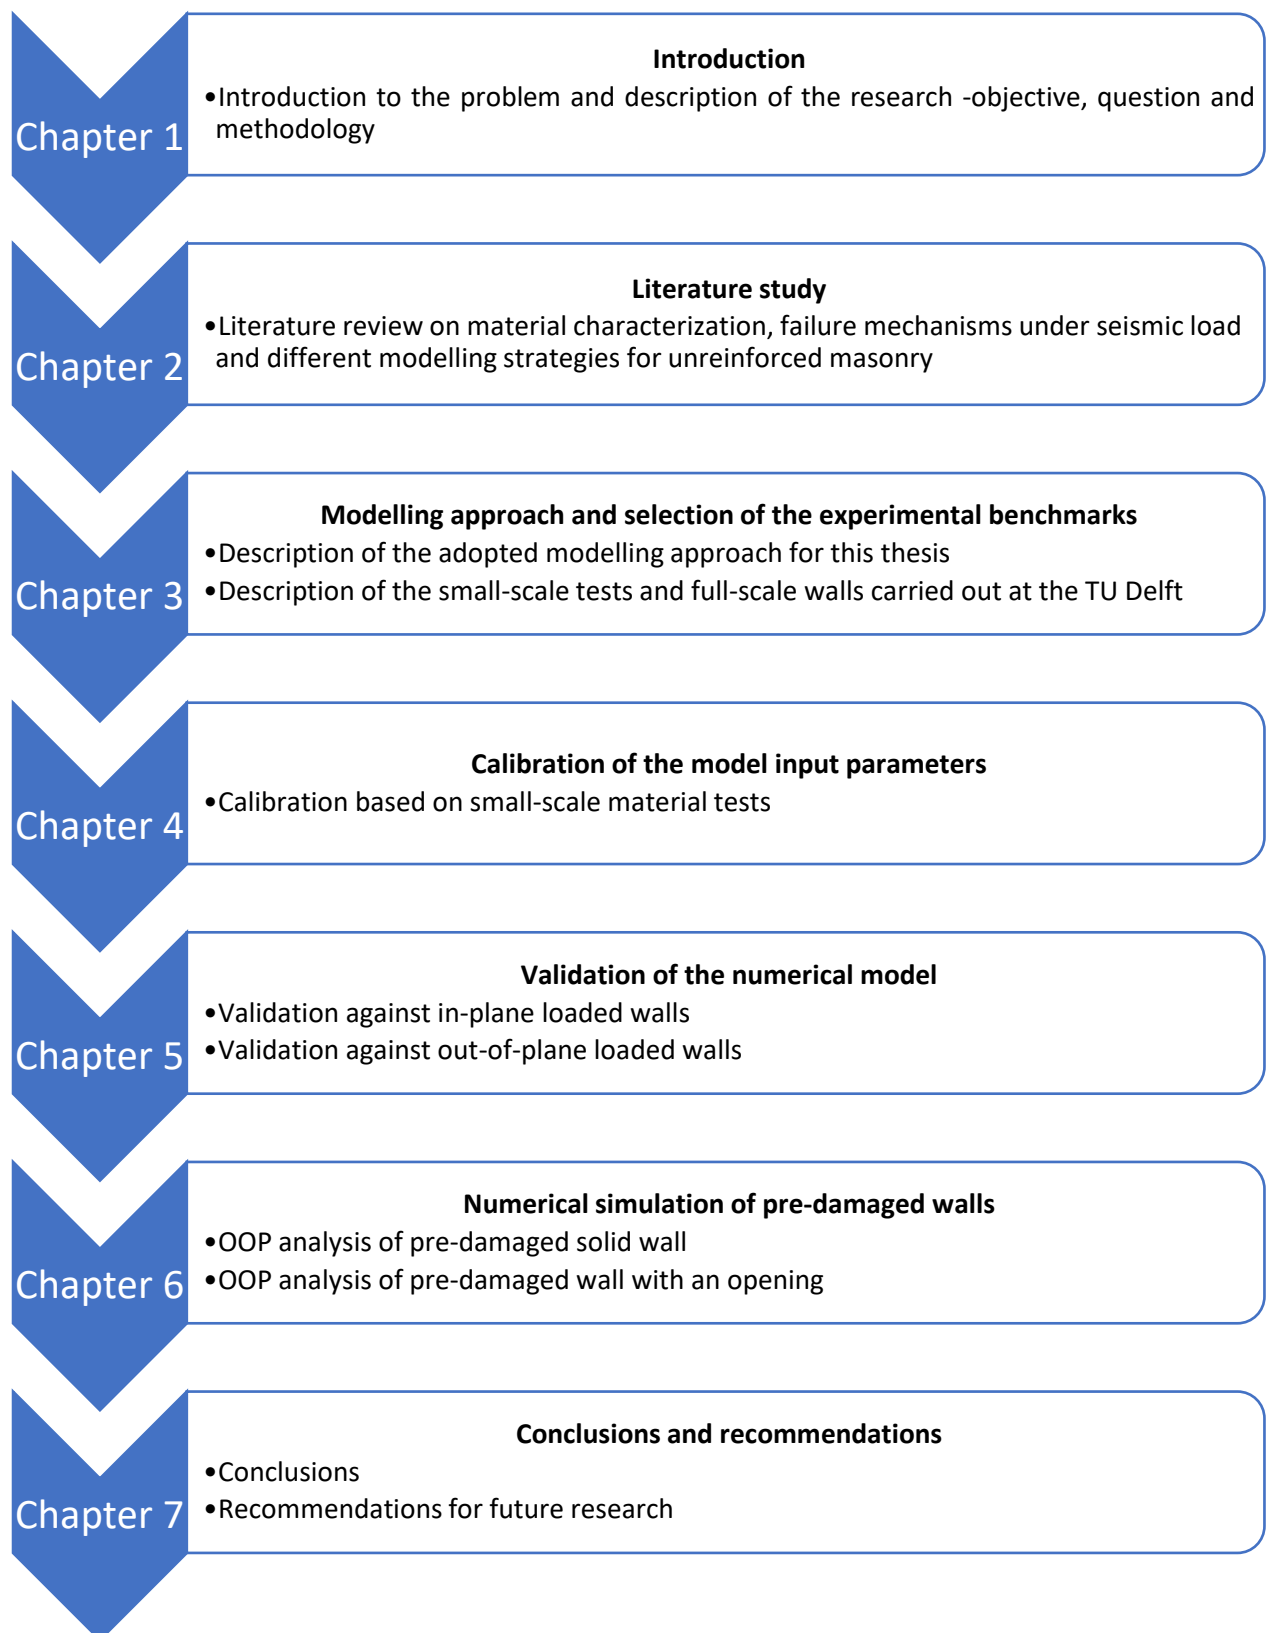 Chapter 1
Introduction
•Introduction to the problem and description of the research -objective, question and
methodology
Chapter 2
Literature study
•Literature review on material characterization, failure mechanisms under seismic load
and different modelling strategies for unreinforced masonry
Chapter 3
Modelling approach and selection of the experimental benchmarks
•Description of the adopted modelling approach for this thesis
•Description of the small-scale tests and full-scale walls carried out at the TU Delft
Chapter 4
Calibration of the model input parameters
•Calibration based on small-scale material tests
Chapter 5
Validation of the numerical model
•Validation against in-plane loaded walls
•Validation against out-of-plane loaded walls
Chapter 6
Numerical simulation of pre-damaged walls
•OOP analysis of pre-damaged solid wall
•OOP analysis of pre-damaged wall with an opening
Chapter 7
Conclusions and recommendations
•Conclusions
•Recommendations for future research